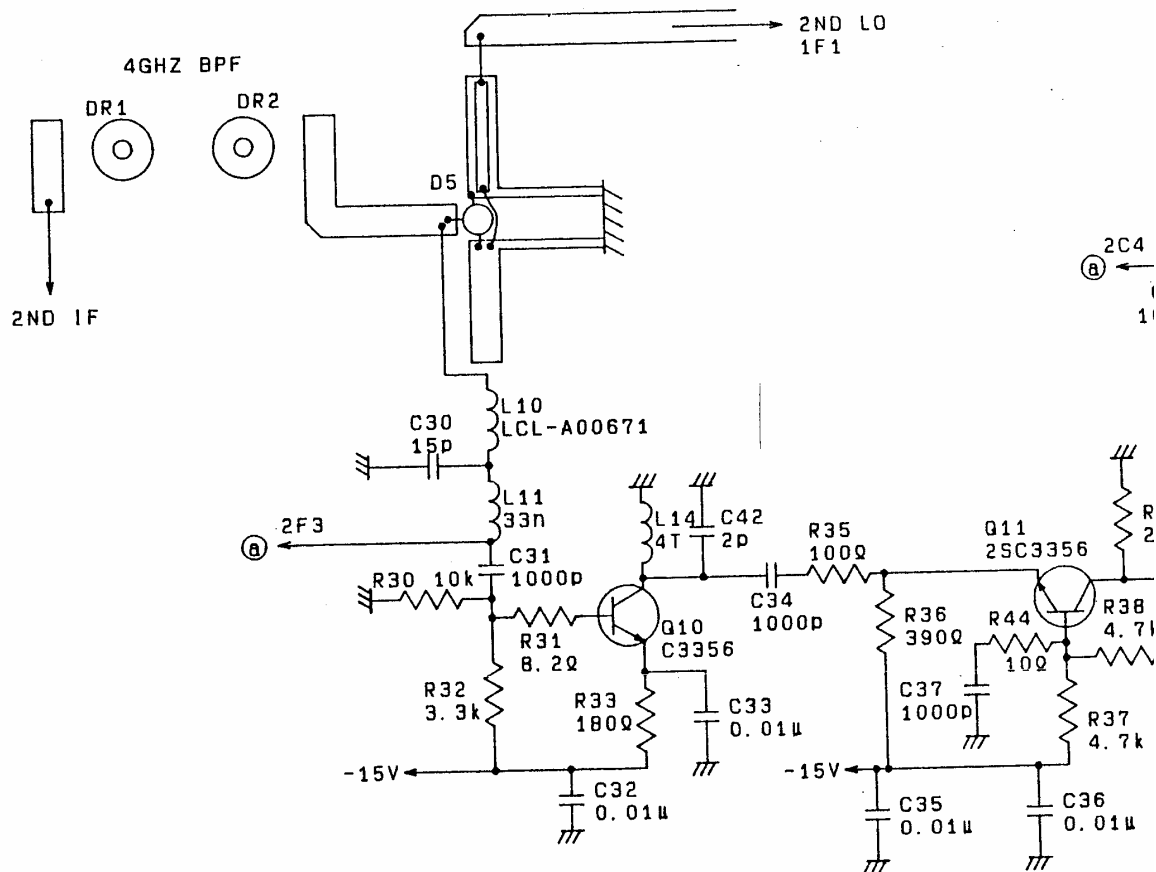 2ND LO
1F1
4GHZ BPF
DR1
DR2
D5
2ND IF
a
2C4
L10
LCL-A00671
C30
15p
L11
33n
a
2F3
C31
1000p
R30 10k
R31
8.2Ω
R32
3.3k
L14
4T
C42
2p
Q10
C3356
R33
180Ω
C33
0.01μ
-15V
C32
0.01μ
C34
1000p
R35
100Ω
R36
390Ω
Q11
2SC3356
R44
10Ω
C37
1000p
R38
4.7k
R37
4.7k
-15V
C35
0.01μ
C36
0.01μ
R
2